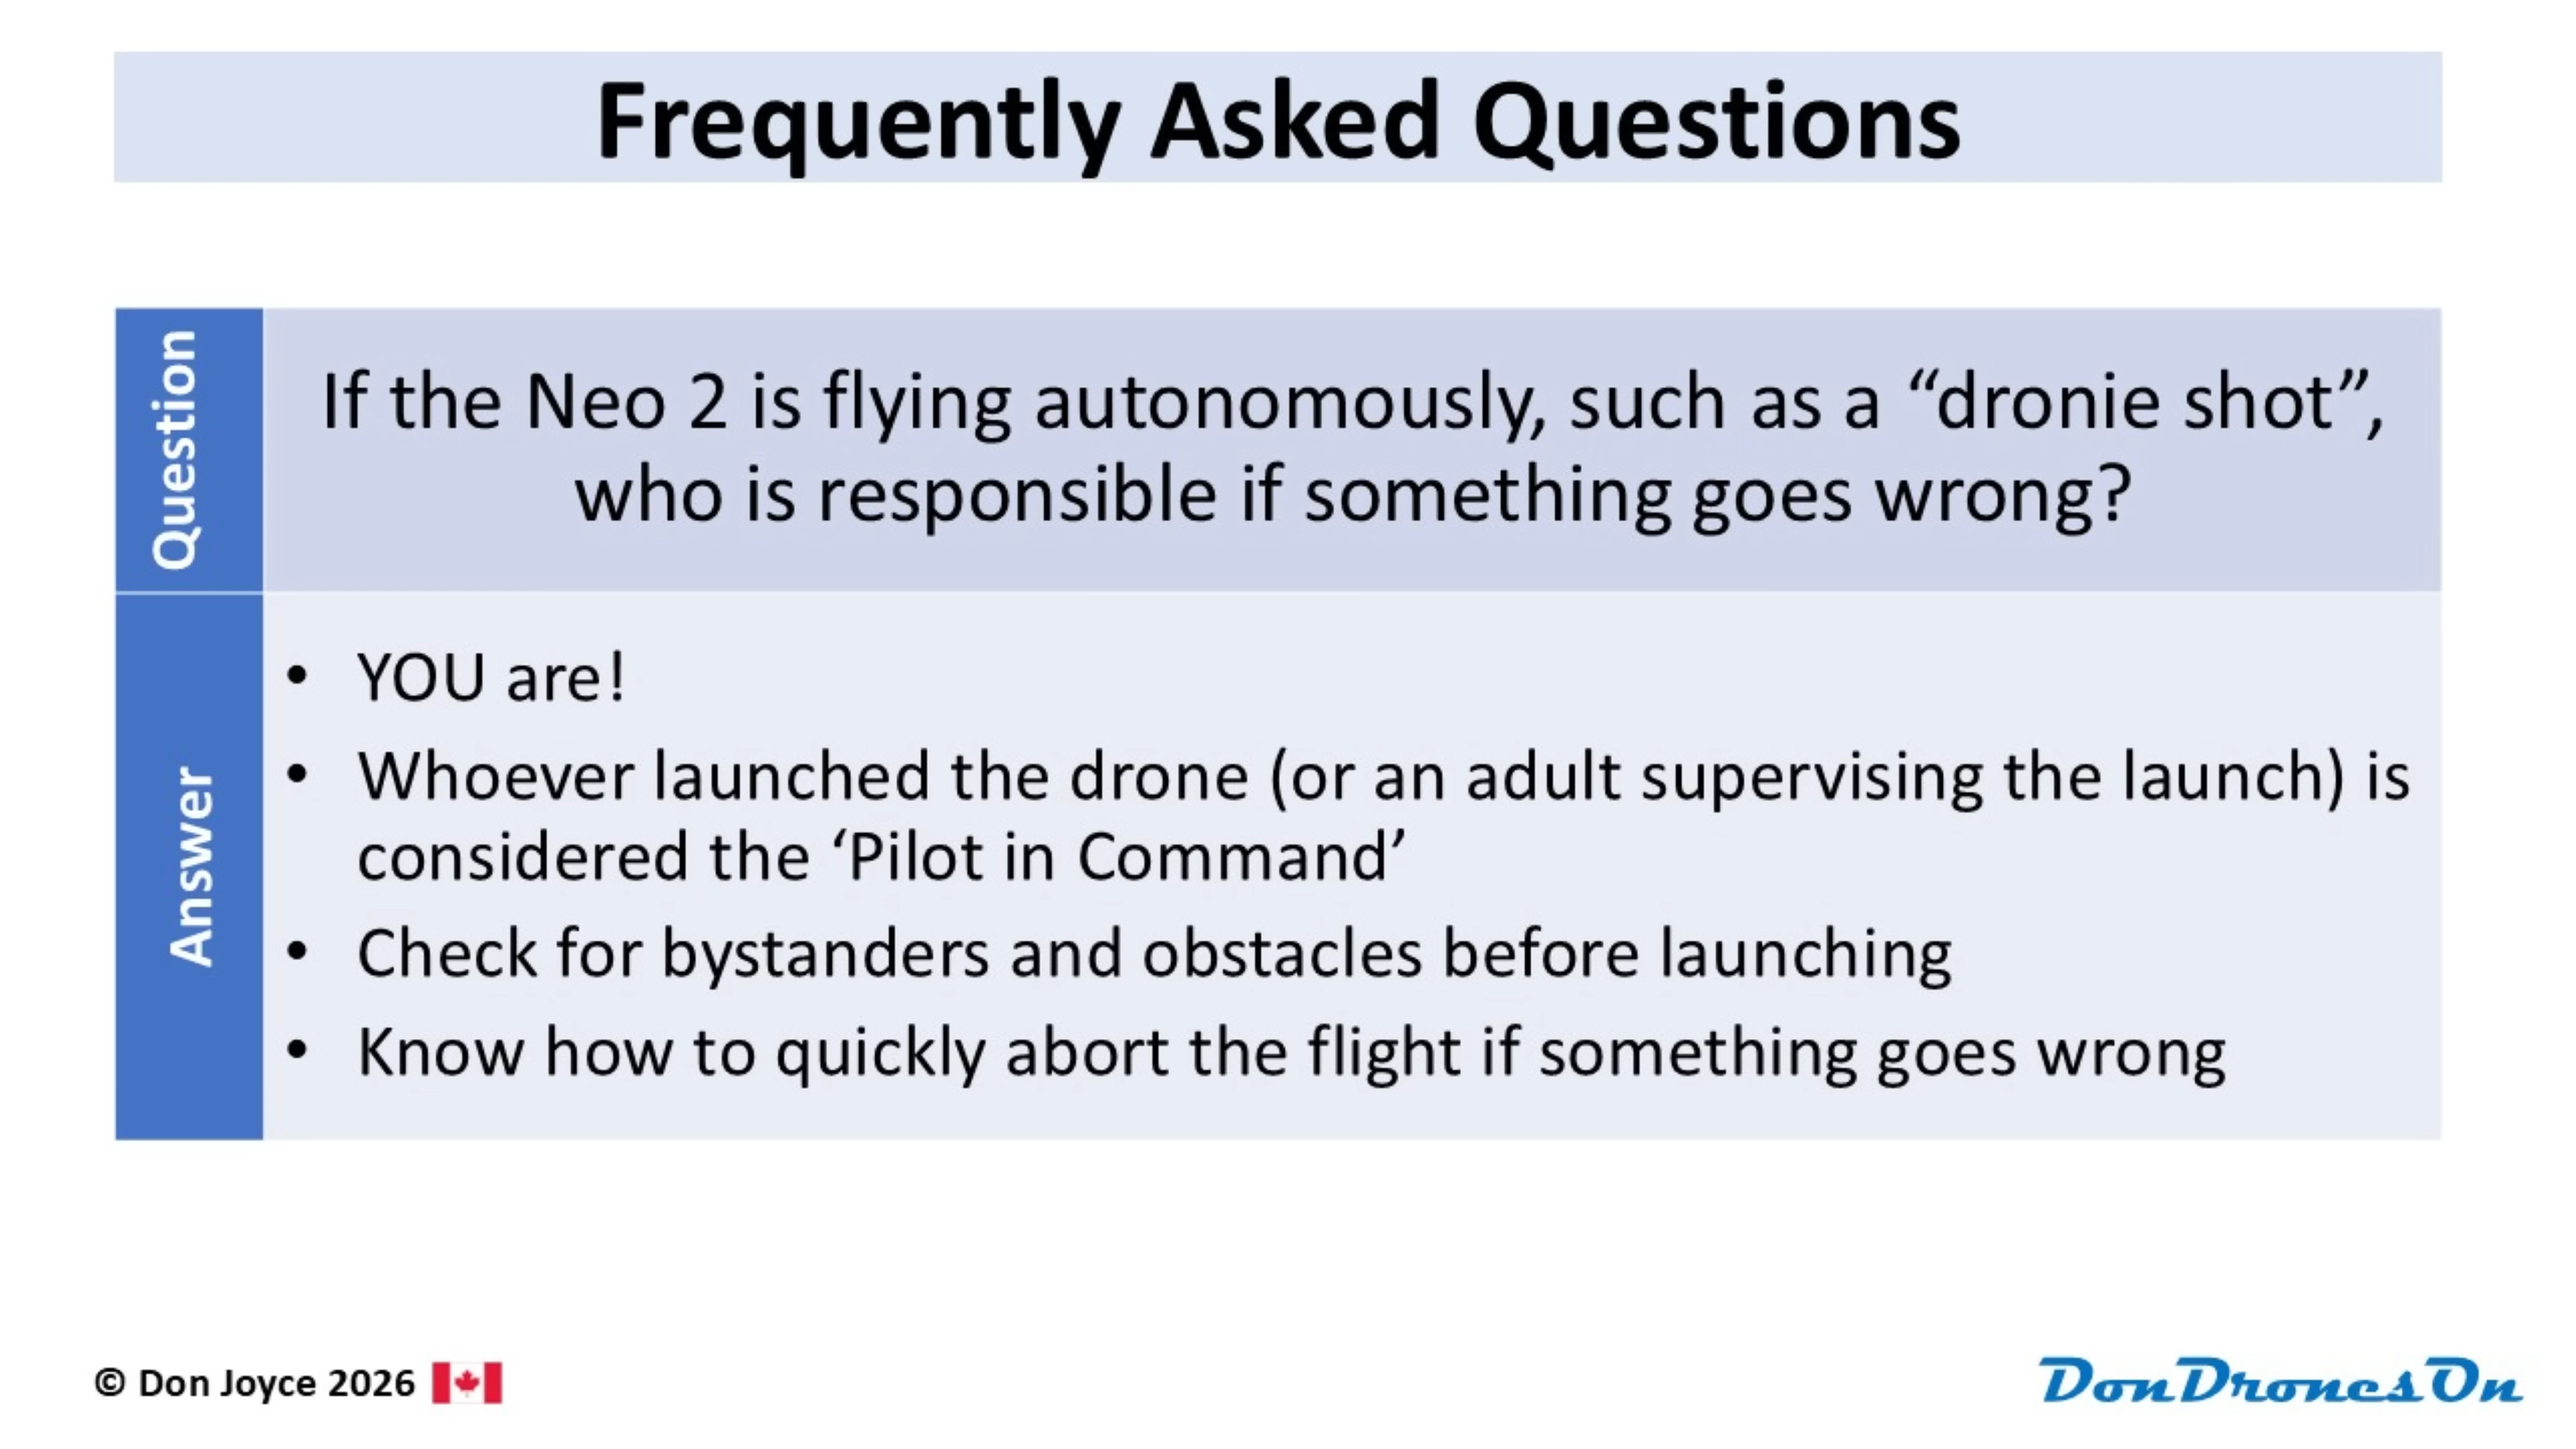 Frequently Asked Questions
Question
If the Neo 2 is flying autonomously, such as a “dronie shot”,
who is responsible if something goes wrong?
Answer
• YOU are!
• Whoever launched the drone (or an adult supervising the launch) is
considered the ‘Pilot in Command’
• Check for bystanders and obstacles before launching
• Know how to quickly abort the flight if something goes wrong
© Don Joyce 2026
DonDronesOn